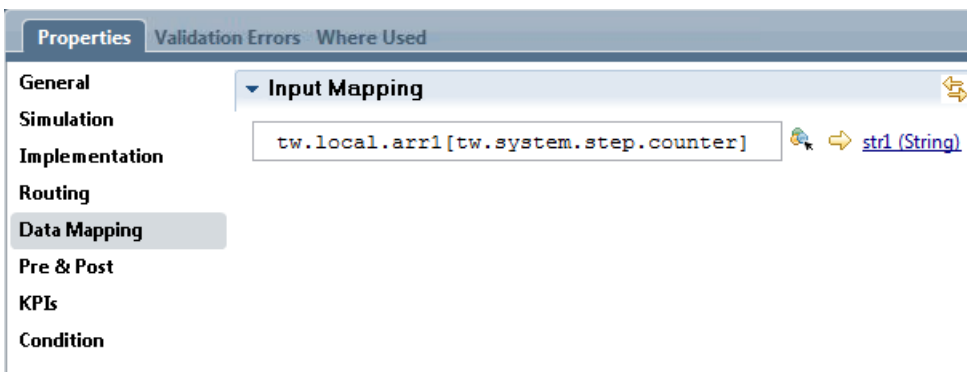 Properties Validation Errors Where Used
General
Simulation
Implementation
Routing
Data Mapping
Pre & Post
KPIs
Condition
Input Mapping
tw.local.arr1[tw.system.step.counter] str1 (String)